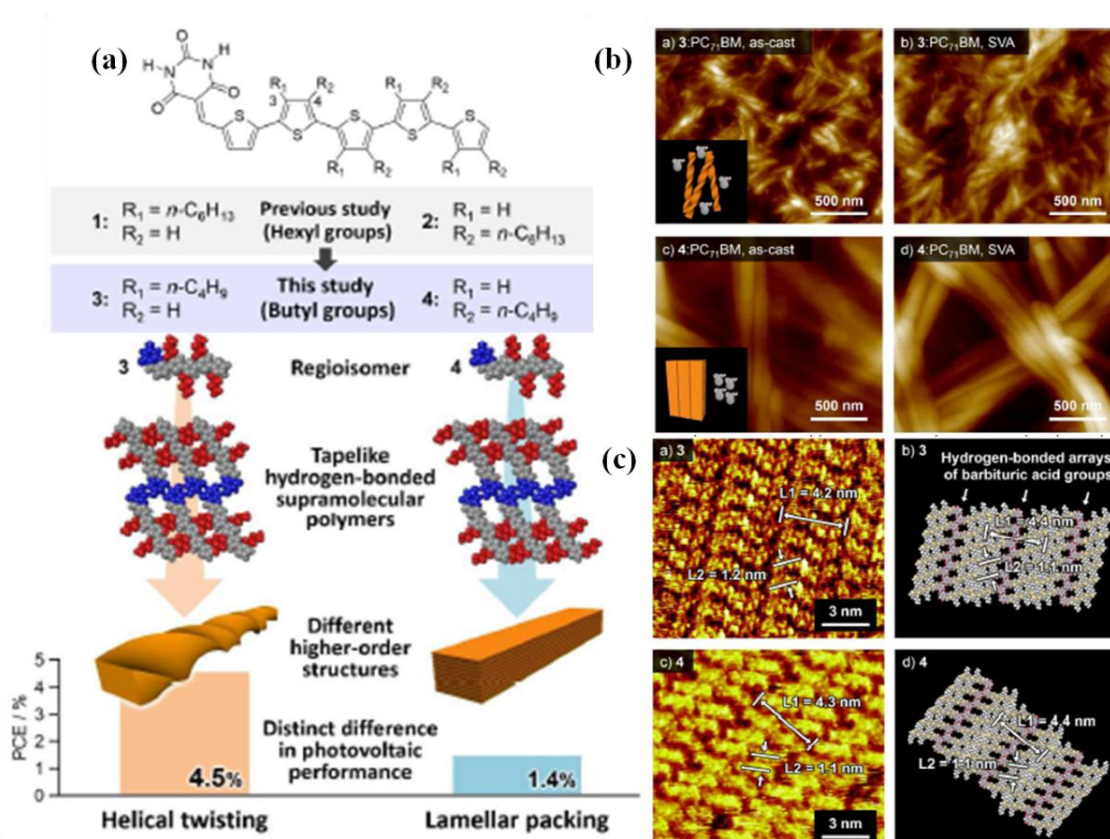 (a)
O
H
N
N
H
O
O
R₁
R₂
R₁
R₂
3
4
S
S
S
S
S
R₁
R₂
R₁
R₂
1: R₁ = n-C₆H₁₃
R₂ = H
Previous study
(Hexyl groups)
2: R₁ = H
R₂ = n-C₆H₁₃
3: R₁ = n-C₄H₉
R₂ = H
This study
(Butyl groups)
4: R₁ = H
R₂ = n-C₄H₉
3
Regioisomer
4
Tapelike
hydrogen-bonded
supramolecular
polymers
Different
higher-order
structures
Distinct difference
in photovoltaic
performance
PCE / %
5
4
3
2
1
0
4.5%
1.4%
Helical twisting
Lamellar packing
(b)
a) 3:PC₇₁BM, as-cast
500 nm
b) 3:PC₇₁BM, SVA
500 nm
c) 4:PC₇₁BM, as-cast
500 nm
d) 4:PC₇₁BM, SVA
500 nm
(c)
a) 3
L1 = 4.2 nm
L2 = 1.2 nm
3 nm
b) 3
Hydrogen-bonded arrays
of barbituric acid groups
L1 = 4.4 nm
L2 = 1.1 nm
c) 4
L1 = 4.3 nm
L2 = 1.1 nm
3 nm
d) 4
L1 = 4.4 nm
L2 = 1.1 nm